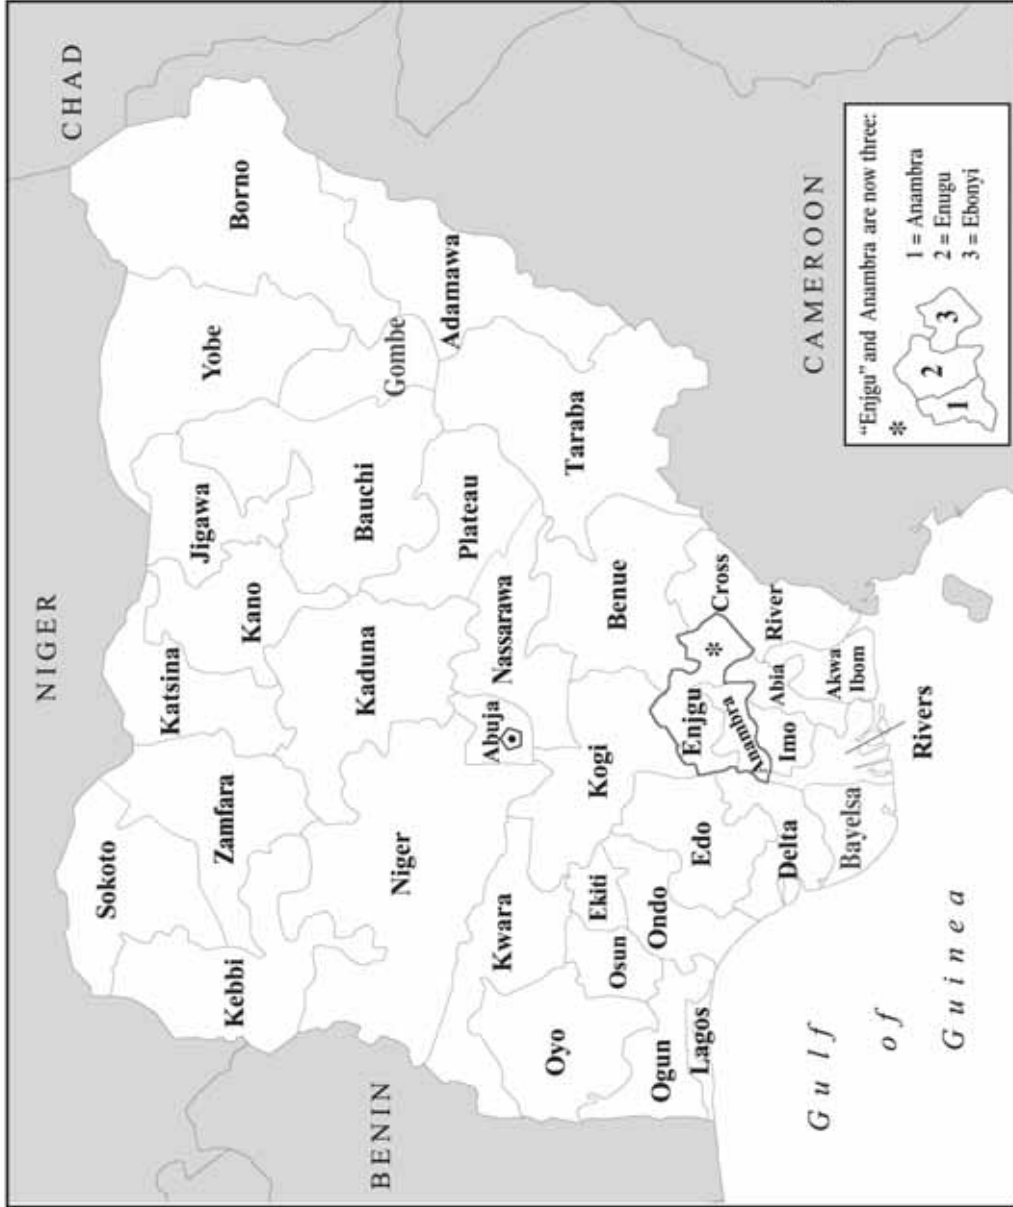 NIGER
CHAD
Sokoto
Katsina
Jigawa
Yobe
Borno
Kebbi
Zamfara
Kano
Kaduna
Bauchi
Gombe
Adamawa
BENIN
Niger
Abuja
Plateau
Nassarawa
Kwara
Oyo
Osun
Ekiti
Kogi
Benue
Taraba
Ogun
Lagos
Ondo
Edo
Enjgu
*
Anambra
Cross
River
Delta
Imo
Abia
Akwa
Ibom
Bayelsa
Rivers
CAMEROON
Gulf
of
Guinea
"Enjgu" and Anambra are now three:
*
1
2
3
1 = Anambra
2 = Enugu
3 = Ebonyi